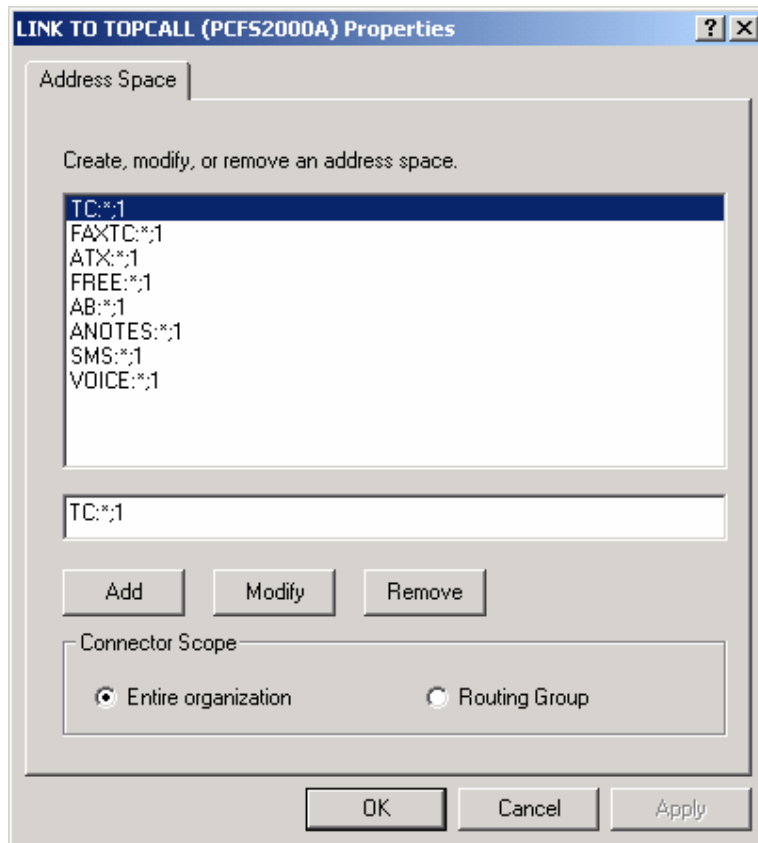 LINK TO TOPCALL (PCFS2000A) Properties
Address Space
Create, modify, or remove an address space.
TC:*;1
FAXTC:*;1
ATX:*;1
FREE:*;1
AB:*;1
ANOTES:*;1
SMS:*;1
VOICE:*;1
TC:*;1
Add Modify Remove
Connector Scope
Entire organization Routing Group
OK Cancel Apply